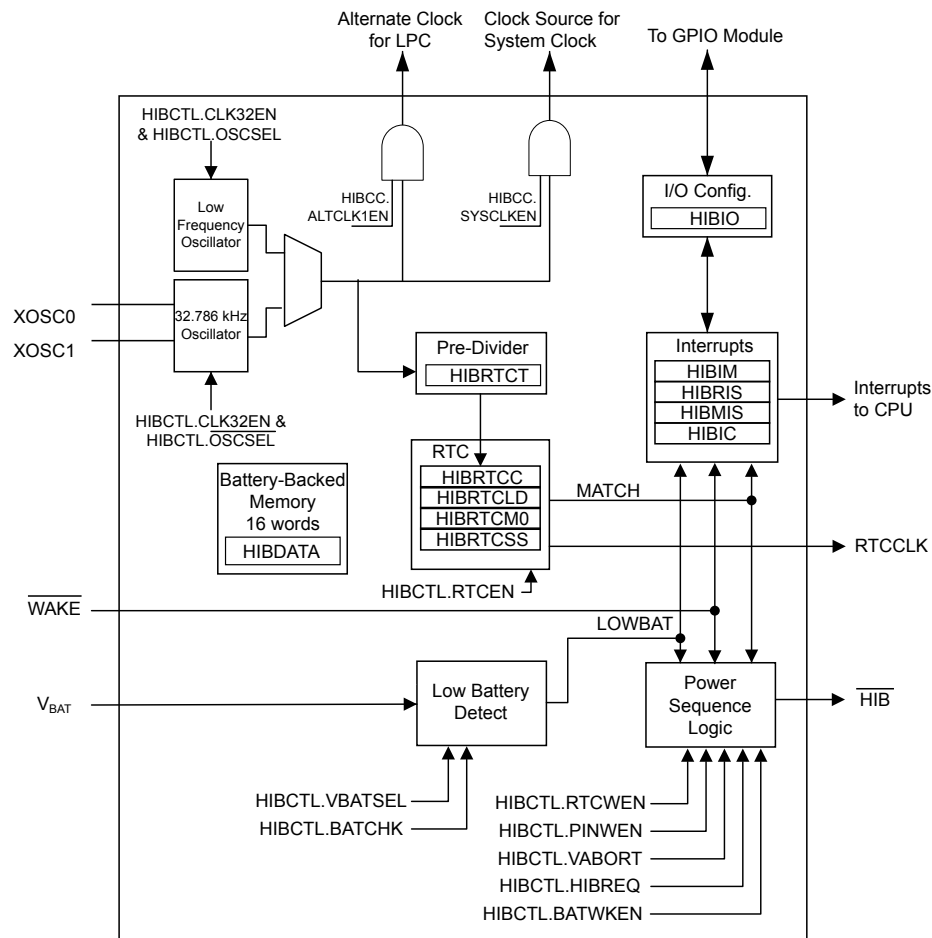 Alternate Clock
for LPC
Clock Source for
System Clock
To GPIO Module
HIBCTL.CLK32EN
& HIBCTL.OSCSEL
Low
Frequency
Oscillator
HIBCC.
ALTCLK1EN
HIBCC.
SYSCLKEN
I/O Config.
HIBIO
XOSC0
XOSC1
32.786 kHz
Oscillator
Pre-Divider
HIBRTCT
Interrupts
HIBIM
HIBRIS
HIBMIS
HIBIC
Interrupts
to CPU
HIBCTL.CLK32EN &
HIBCTL.OSCSEL
Battery-Backed
Memory
16 words
HIBDATA
RTC
HIBRTCC
HIBRTCLD
HIBRTCM0
HIBRTCSS
MATCH
RTCCLK
HIBCTL.RTCEN
WAKE
LOWBAT
VBAT
Low Battery
Detect
Power
Sequence
Logic
HIB
HIBCTL.VBATSEL
HIBCTL.BATCHK
HIBCTL.RTCWEN
HIBCTL.PINWEN
HIBCTL.VABORT
HIBCTL.HIBREQ
HIBCTL.BATWKEN